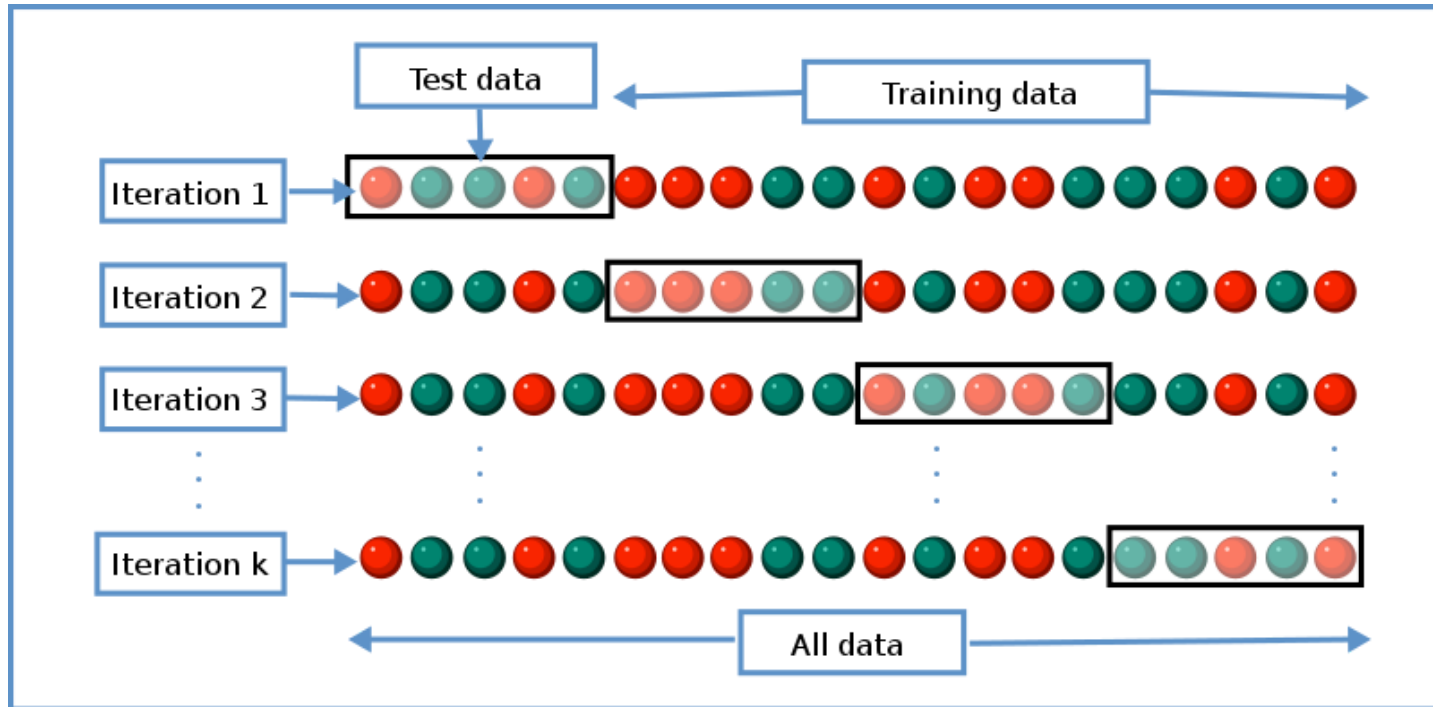 Test data
Training data
Iteration 1
Iteration 2
Iteration 3
Iteration k
All data